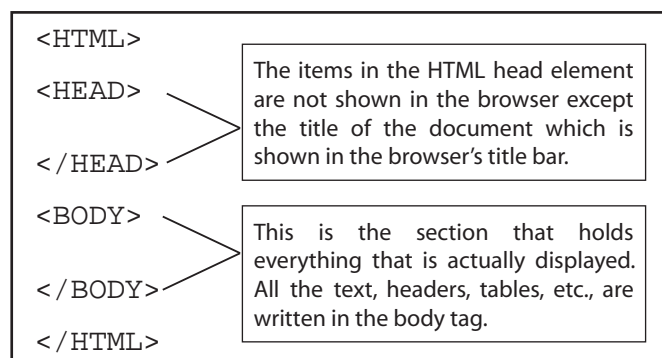 <HTML>
<HEAD>
The items in the HTML head element
are not shown in the browser except
the title of the document which is
shown in the browser's title bar.
</HEAD>
<BODY>
This is the section that holds
everything that is actually displayed.
All the text, headers, tables, etc., are
written in the body tag.
</BODY>
</HTML>